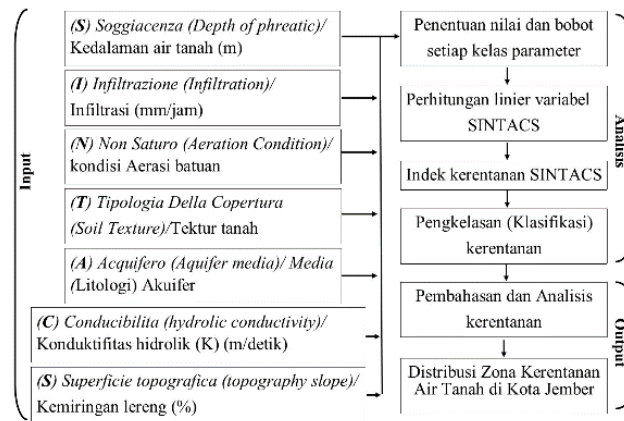 Input
(S) Soggiacenza (Depth of phreatic)/
Kedalaman air tanah (m)
(I) Infiltrazione (Infiltration)/
Infiltrasi (mm/jam)
(N) Non Saturo (Aeration Condition)/
kondisi Aerasi batuan
(T) Tipologia Della Copertura
(Soil Texture)/Tektur tanah
(A) Acquifero (Aquifer media)/ Media
(Litologi) Akuifer
(C) Conducibilita (hydrolic conductivity)/
Konduktifitas hidrolik (K) (m/detik)
(S) Superficie topografica (topography slope)/
Kemiringan lereng (%)
Penentuan nilai dan bobot
setiap kelas parameter
Perhitungan linier variabel
SINTACS
Indek kerentanan SINTACS
Pengkelasan (Klasifikasi)
kerentanan
Analisis
Pembahasan dan Analisis
kerentanan
Distribusi Zona Kerentanan
Air Tanah di Kota Jember
Output